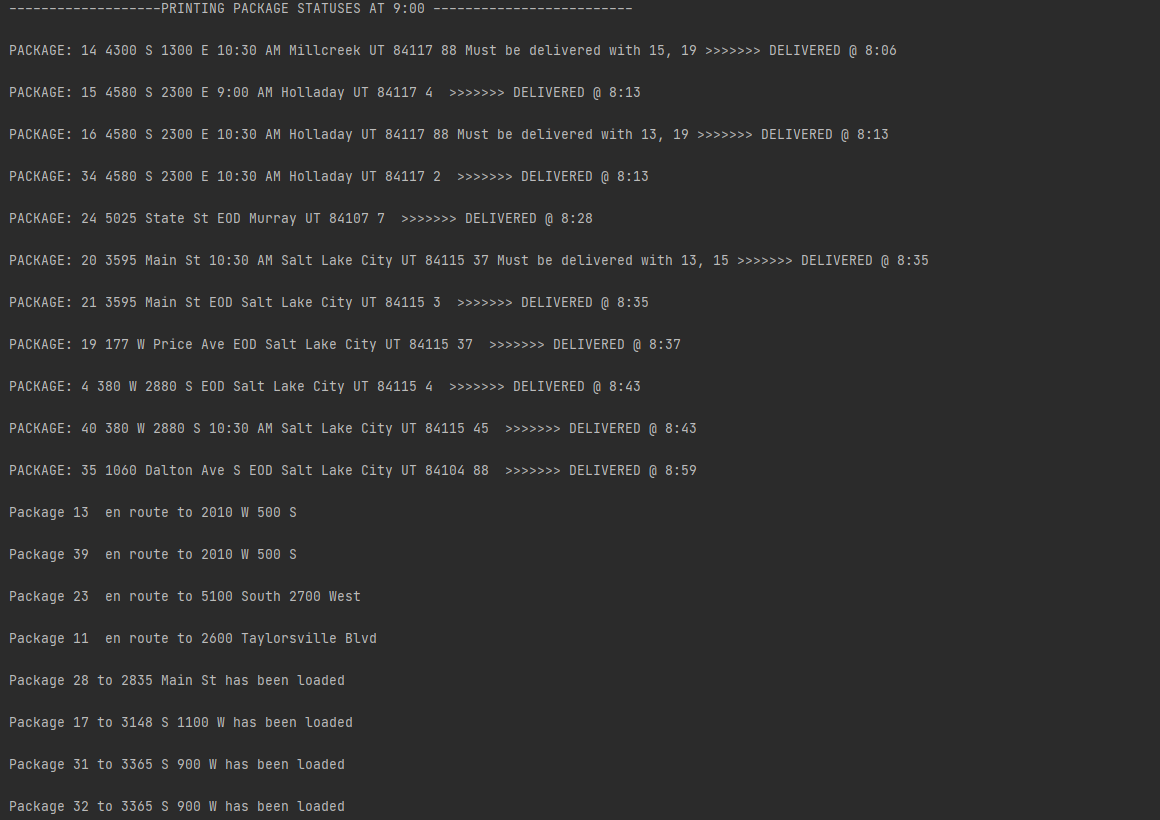 -------------------PRINTING PACKAGE STATUSES AT 9:00 -------------------------
PACKAGE: 14 4300 S 1300 E 10:30 AM Millcreek UT 84117 88 Must be delivered with 15, 19 >>>>>>> DELIVERED @ 8:06
PACKAGE: 15 4580 S 2300 E 9:00 AM Holladay UT 84117 4  >>>>>>> DELIVERED @ 8:13
PACKAGE: 16 4580 S 2300 E 10:30 AM Holladay UT 84117 88 Must be delivered with 13, 19 >>>>>>> DELIVERED @ 8:13
PACKAGE: 34 4580 S 2300 E 10:30 AM Holladay UT 84117 2  >>>>>>> DELIVERED @ 8:13
PACKAGE: 24 5025 State St EOD Murray UT 84107 7  >>>>>>> DELIVERED @ 8:28
PACKAGE: 20 3595 Main St 10:30 AM Salt Lake City UT 84115 37 Must be delivered with 13, 15 >>>>>>> DELIVERED @ 8:35
PACKAGE: 21 3595 Main St EOD Salt Lake City UT 84115 3  >>>>>>> DELIVERED @ 8:35
PACKAGE: 19 177 W Price Ave EOD Salt Lake City UT 84115 37  >>>>>>> DELIVERED @ 8:37
PACKAGE: 4 380 W 2880 S EOD Salt Lake City UT 84115 4  >>>>>>> DELIVERED @ 8:43
PACKAGE: 40 380 W 2880 S 10:30 AM Salt Lake City UT 84115 45  >>>>>>> DELIVERED @ 8:43
PACKAGE: 35 1060 Dalton Ave S EOD Salt Lake City UT 84104 88  >>>>>>> DELIVERED @ 8:59
Package 13  en route to 2010 W 500 S
Package 39  en route to 2010 W 500 S
Package 23  en route to 5100 South 2700 West
Package 11  en route to 2600 Taylorsville Blvd
Package 28 to 2835 Main St has been loaded
Package 17 to 3148 S 1100 W has been loaded
Package 31 to 3365 S 900 W has been loaded
Package 32 to 3365 S 900 W has been loaded